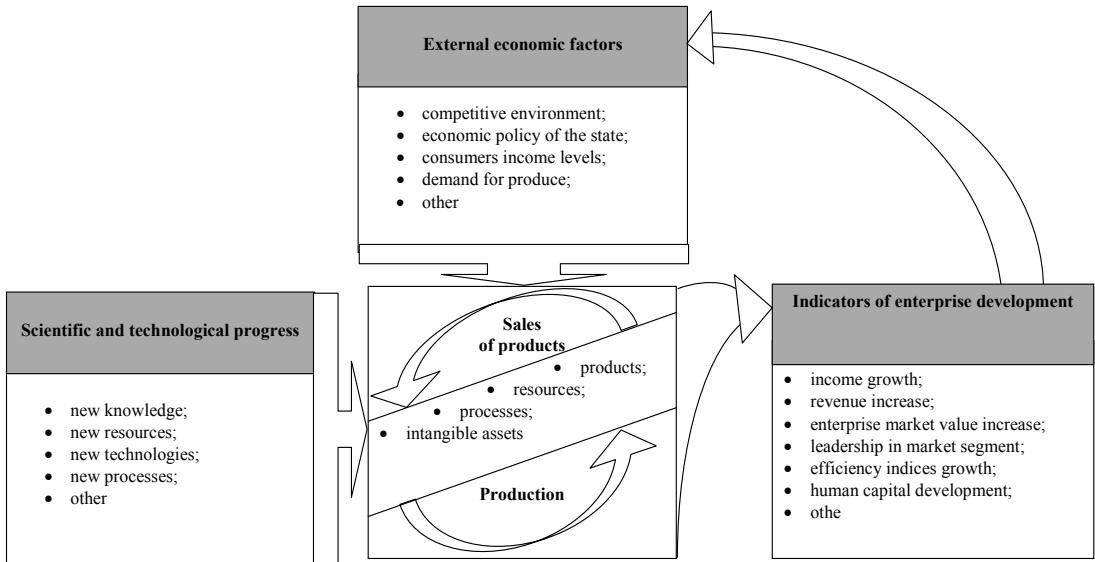 External economic factors
• competitive environment;
• economic policy of the state;
• consumers income levels;
• demand for produce;
• other
Scientific and technological progress
• new knowledge;
• new resources;
• new technologies;
• new processes;
• other
Sales
of products
• products;
• resources;
• processes;
• intangible assets
Production
Indicators of enterprise development
• income growth;
• revenue increase;
• enterprise market value increase;
• leadership in market segment;
• efficiency indices growth;
• human capital development;
• othe